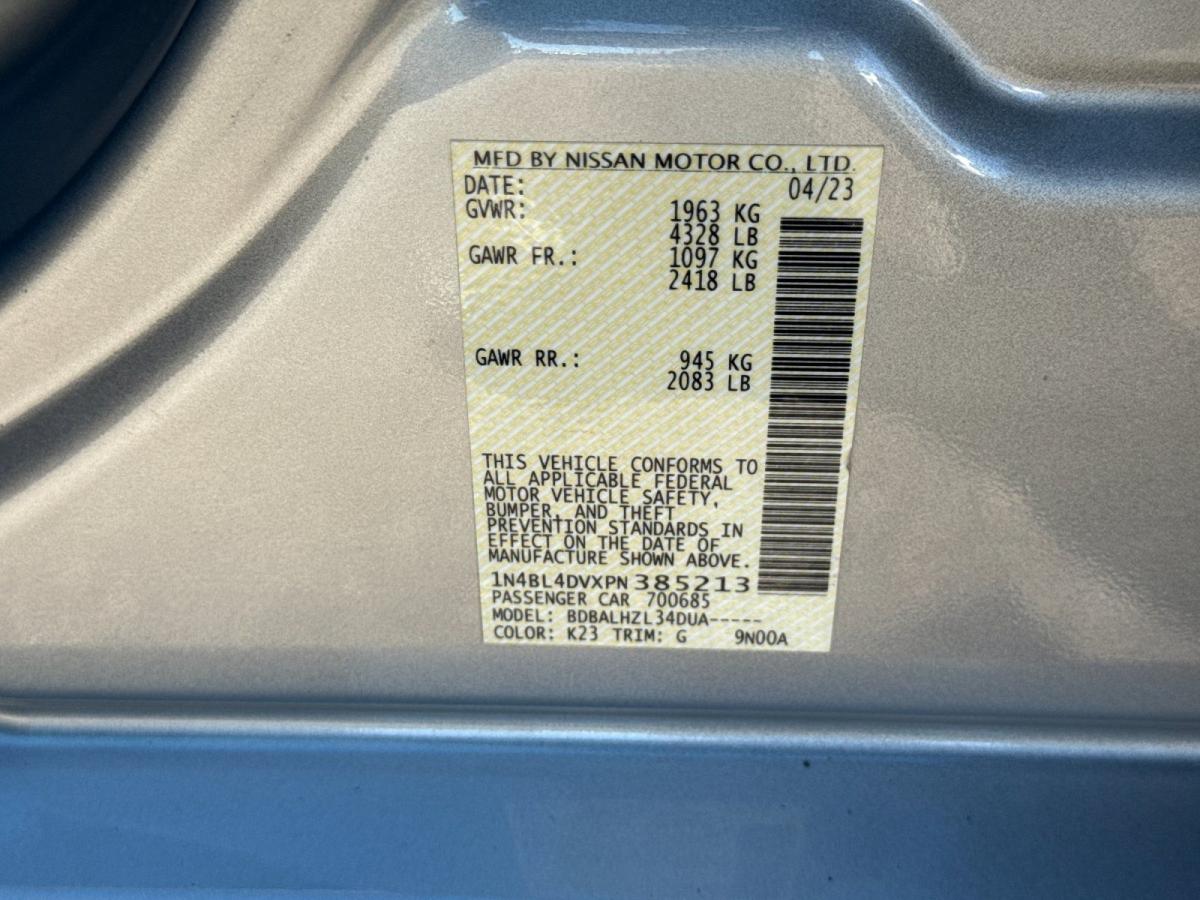 MFD BY NISSAN MOTOR CO., LTD.
DATE: 04/23
GVWR: 1963 KG
4328 LB
GAWR FR.: 1097 KG
2418 LB
GAWR RR.: 945 KG
2083 LB
THIS VEHICLE CONFORMS TO
ALL APPLICABLE FEDERAL
MOTOR VEHICLE SAFETY,
BUMPER, AND THEFT
PREVENTION STANDARDS IN
EFFECT ON THE DATE OF
MANUFACTURE SHOWN ABOVE.
1N4BL4DVXPN385213
PASSENGER CAR 700685
MODEL: BDBALHZL34DUA-----
COLOR: K23 TRIM: G 9N00A